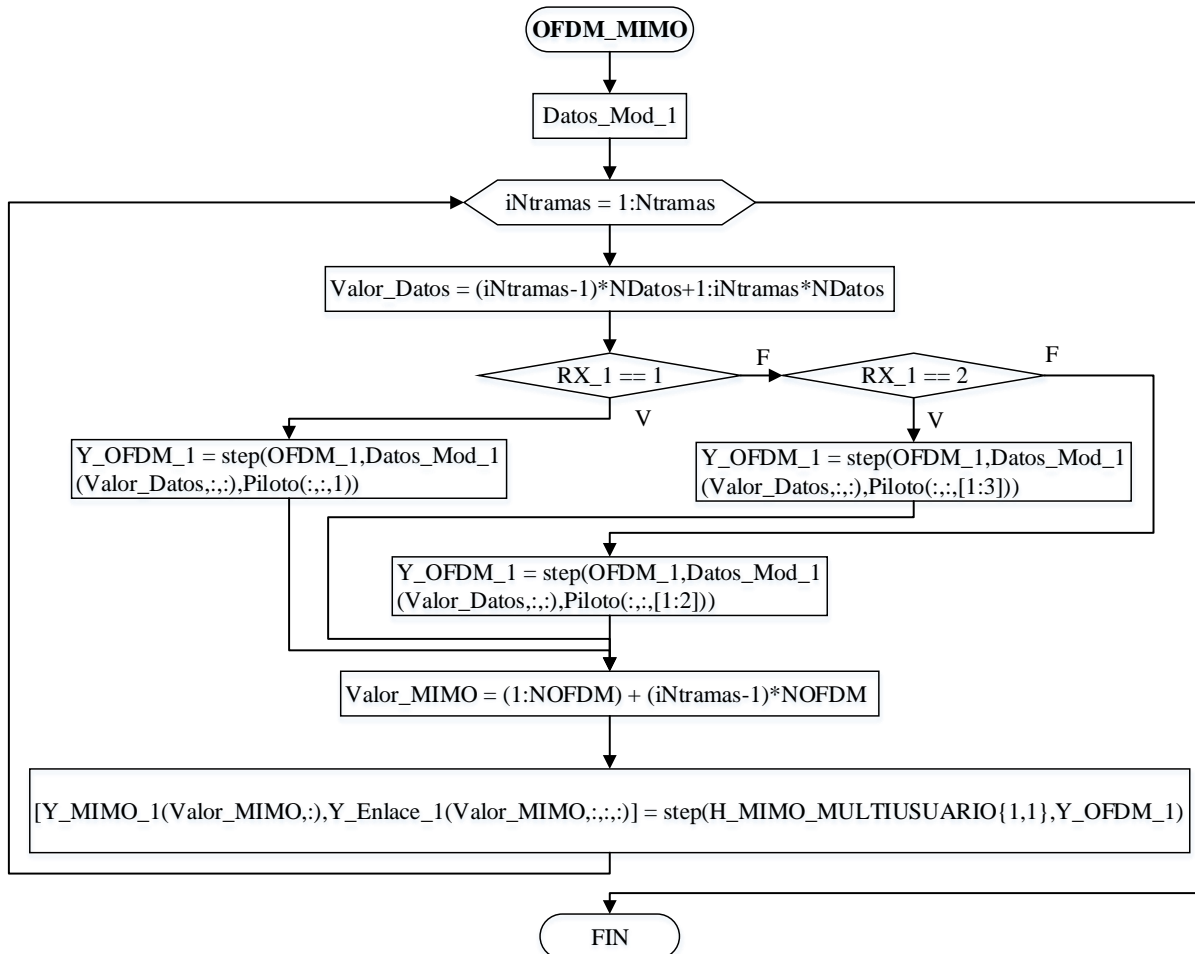 OFDM_MIMO
Datos_Mod_1
iNtramas = 1:Ntramas
Valor_Datos = (iNtramas-1)*NDatos+1:iNtramas*NDatos
RX_1 == 1
F
RX_1 == 2
F
V
V
Y_OFDM_1 = step(OFDM_1,Datos_Mod_1
(Valor_Datos,:,:),Piloto(:,:,1))
Y_OFDM_1 = step(OFDM_1,Datos_Mod_1
(Valor_Datos,:,:),Piloto(:,:,[1:3]))
Y_OFDM_1 = step(OFDM_1,Datos_Mod_1
(Valor_Datos,:,:),Piloto(:,:,[1:2]))
Valor_MIMO = (1:NOFDM) + (iNtramas-1)*NOFDM
[Y_MIMO_1(Valor_MIMO,:),Y_Enlace_1(Valor_MIMO,:,:,:)] = step(H_MIMO_MULTIUSUARIO{1,1},Y_OFDM_1)
FIN